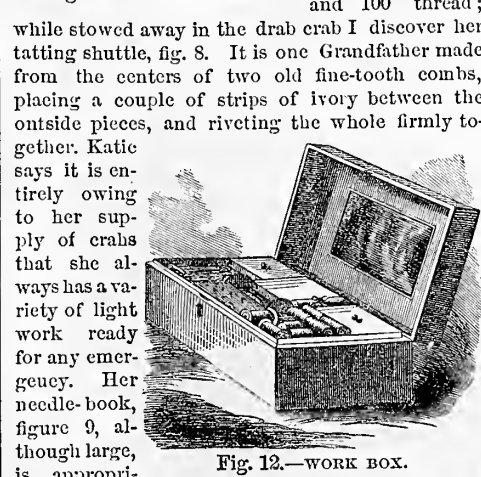 and 100 thread;
while stowed away in the drab crab I discover her
tatting shuttle, fig. 8. It is one Grandfather made
from the centers of two old fine-tooth combs,
placing a couple of strips of ivory between the
outside pieces, and riveting the whole firmly to-
gether. Katie
says it is en-
tirely owing
to her sup-
ply of crabs
that she al-
ways has a va-
riety of light
work ready
for any emer-
gency. Her
needle-book,
figure 9, al-
though large,
is appropri-
Fig. 12.—WORK BOX.